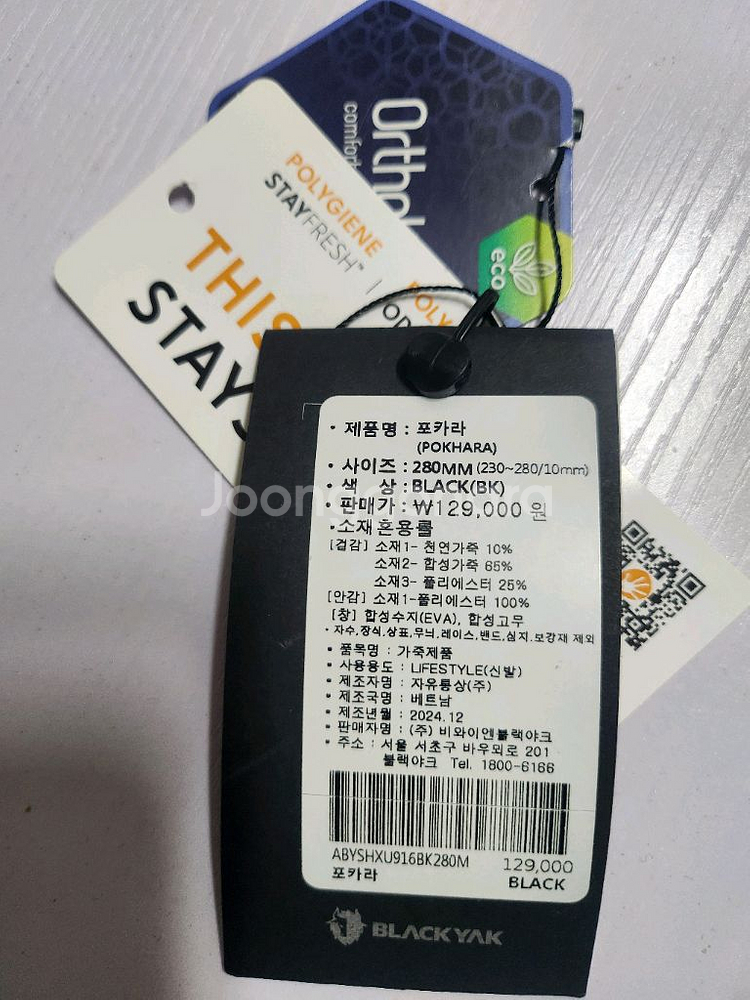 Ortho
comfor
eco
POLYGIENE
STAYFRESH™
POLY
THIS
STAYS
• 제품명 : 포카라
(POKHARA)
• 사이즈 : 280MM (230~280/10mm)
• 색 상 : BLACK(BK)
• 판매가 : ₩129,000 원
• 소재혼용률
[겉감] 소재1- 천연가죽 10%
소재2- 합성가죽 65%
소재3- 폴리에스터 25%
[안감] 소재1-폴리에스터 100%
[창] 합성수지(EVA), 합성고무
• 자수,장식,상표,무늬,레이스,밴드,심지,보강재 제외
• 품목명 : 가죽제품
• 사용용도 : LIFESTYLE(신발)
• 제조자명 : 자유통상(주)
• 제조국명 : 베트남
• 제조년월 : 2024.12
• 판매자명 : (주) 비와이엔블랙야크
• 주소 : 서울 서초구 바우뫼로 201
블랙야크 Tel. 1800-6166
ABYSHXU916BK280M 129,000
포카라 BLACK
BLACKYAK